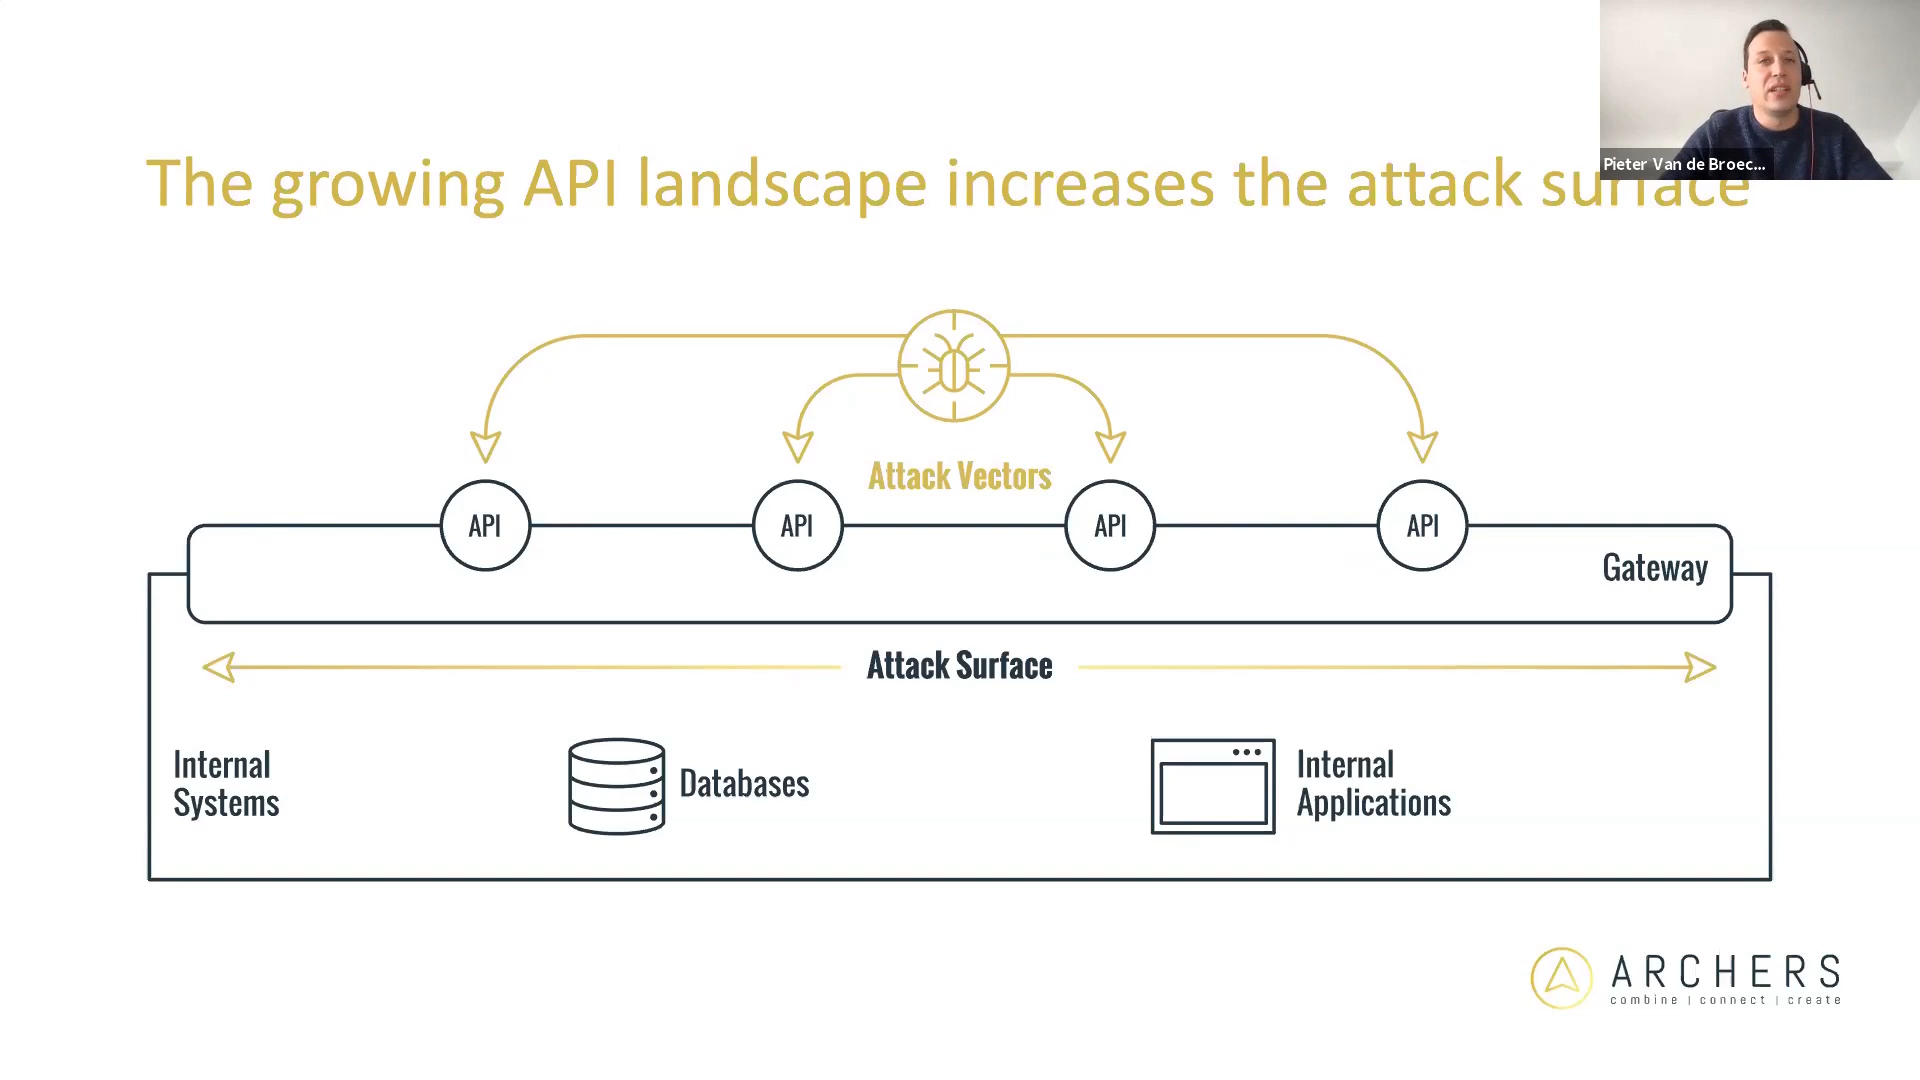 Pieter Van de Broec...
The growing API landscape increases the attack surface
Attack Vectors
API
API
API
API
Gateway
Attack Surface
Internal
Systems
Databases
Internal
Applications
ARCHERS
combine | connect | create